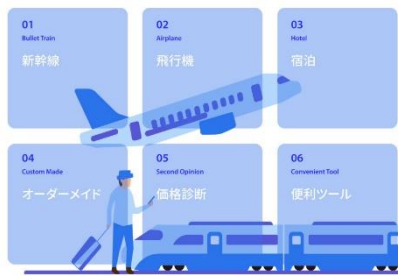 01
Bullet Train
新幹線
02
Airplane
飛行機
03
Hotel
宿泊
04
Custom Made
オーダーメイド
05
Second Opinion
価格診断
06
Convenient Tool
便利ツール